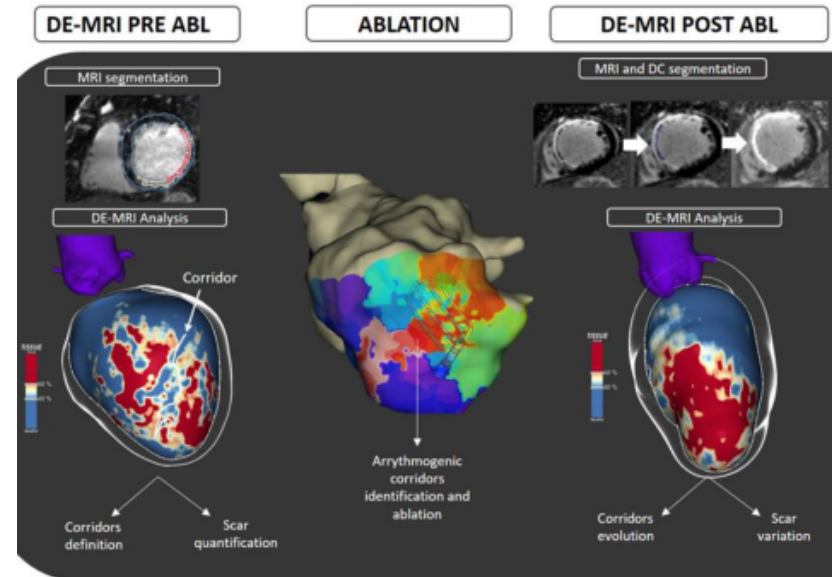 DE-MRI PRE ABL
ABLATION
DE-MRI POST ABL
MRI segmentation
MRI and DC segmentation
DE-MRI Analysis
DE-MRI Analysis
Corridor
Arrythmogenic
corridors
identification and
ablation
Corridors
definition
Scar
quantification
Corridors
evolution
Scar
variation